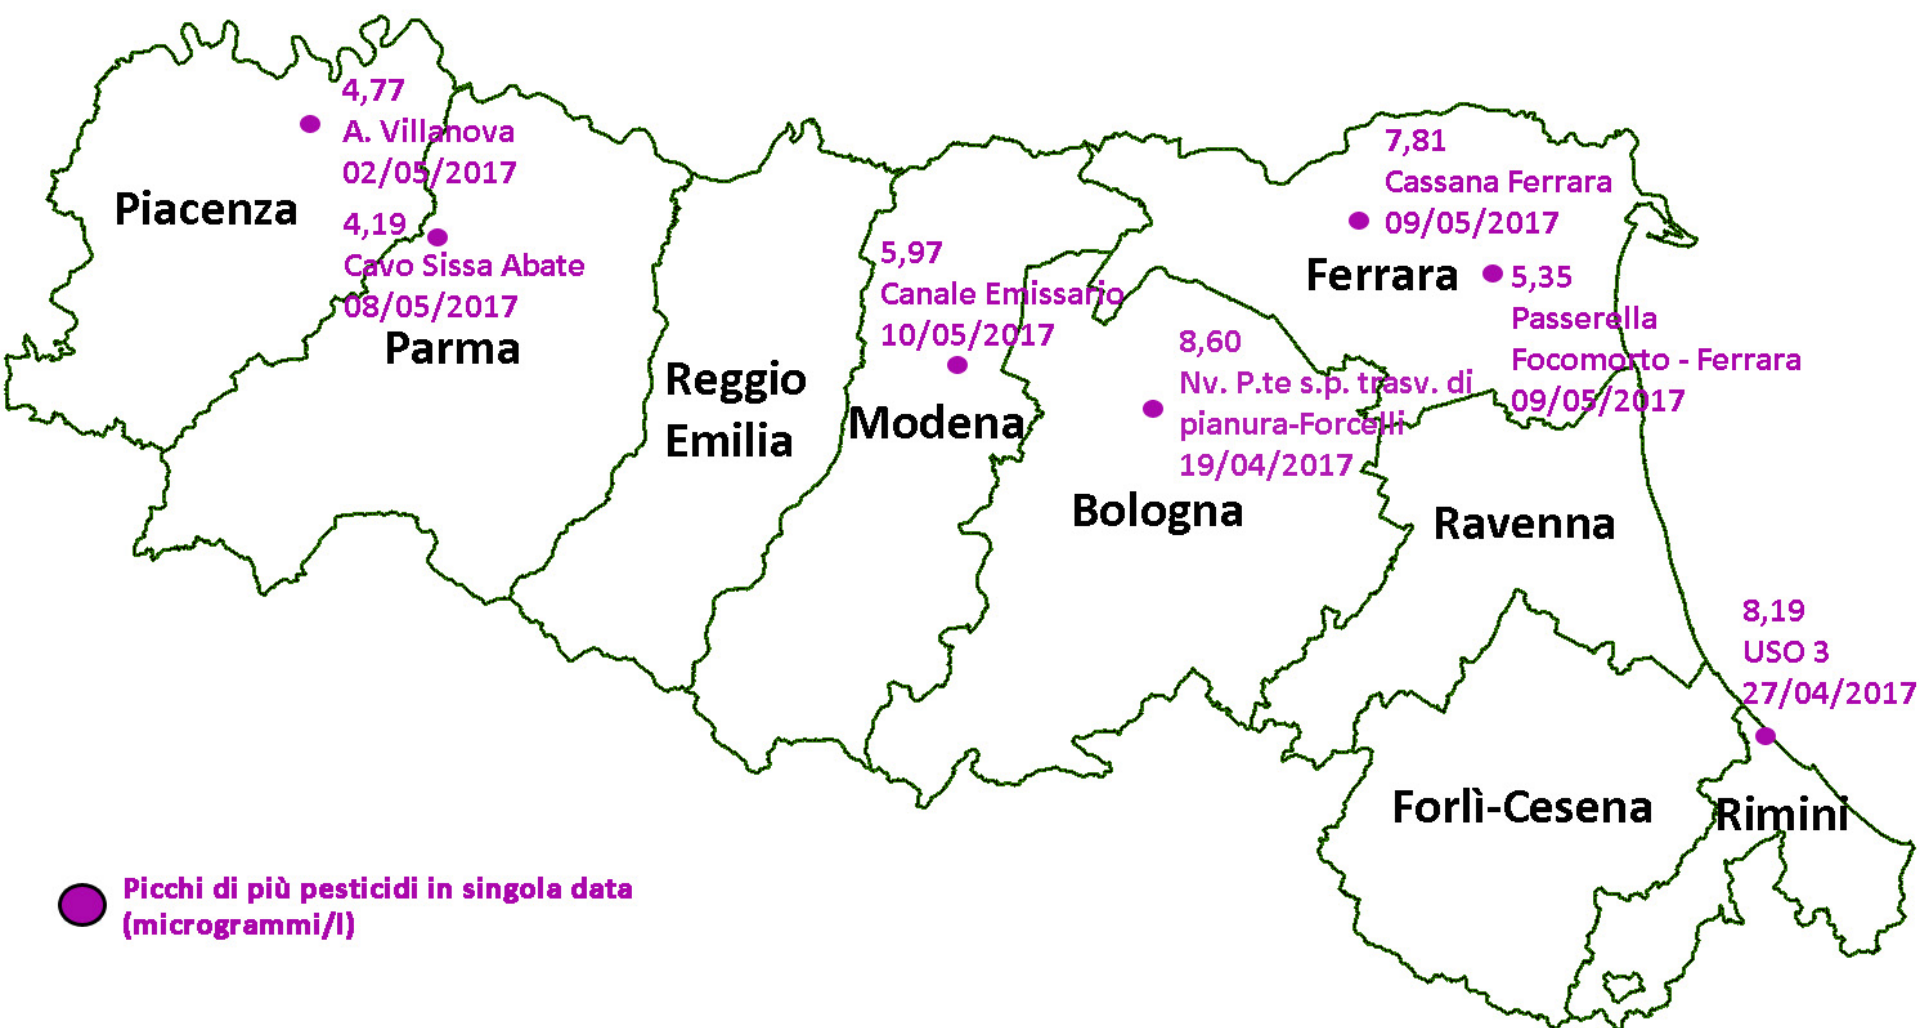 4,77
A. Villanova
02/05/2017
Piacenza
4,19
Cavo Sissa Abate
08/05/2017
Parma
Reggio
Emilia
5,97
Canale Emissario
10/05/2017
Modena
8,60
Nv. P.te s.p. trasv. di
pianura-Forcelli
19/04/2017
Bologna
7,81
Cassana Ferrara
09/05/2017
Ferrara
5,35
Passerella
Focomorto - Ferrara
09/05/2017
Ravenna
8,19
USO 3
27/04/2017
Forlì-Cesena
Rimini
Picchi di più pesticidi in singola data
(microgrammi/l)